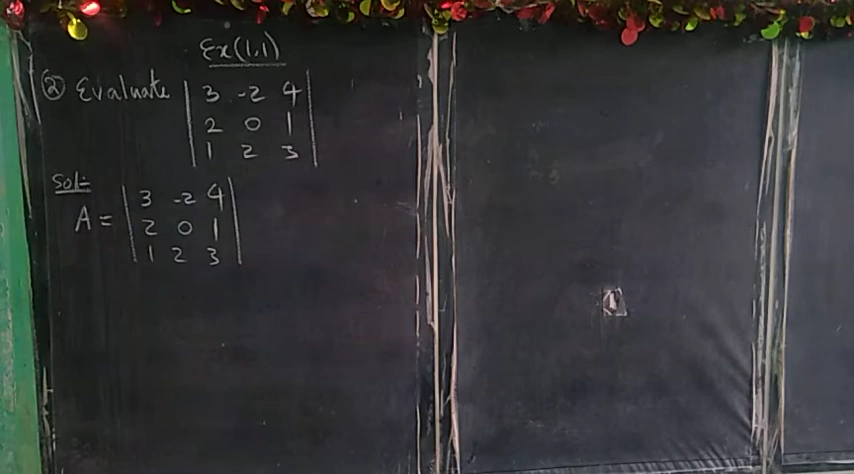 Ex(1.1)
② Evaluate | 3 -2 4 |
| 2 0 1 |
| 1 2 3 |
Sol:-
A = | 3 -2 4 |
| 2 0 1 |
| 1 2 3 |